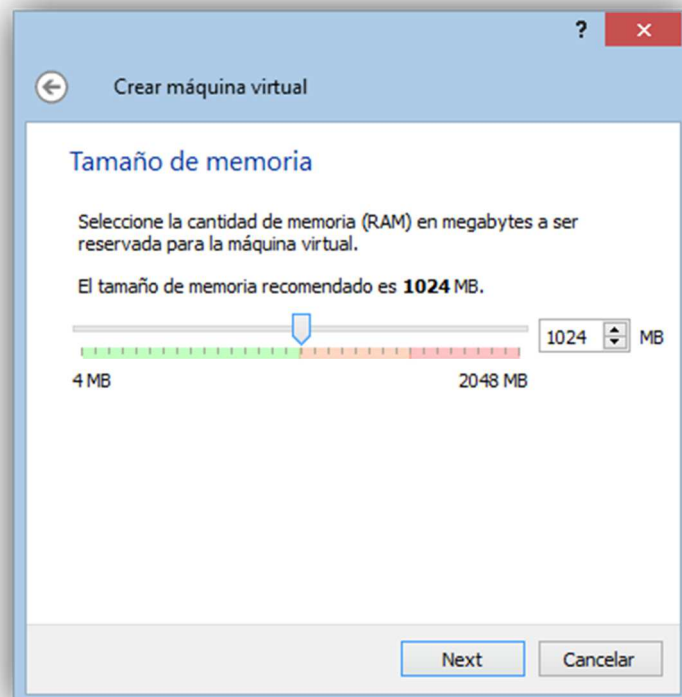 ?
Crear máquina virtual
Tamaño de memoria
Seleccione la cantidad de memoria (RAM) en megabytes a ser
reservada para la máquina virtual.
El tamaño de memoria recomendado es 1024 MB.
1024 MB
4 MB 2048 MB
Next Cancelar